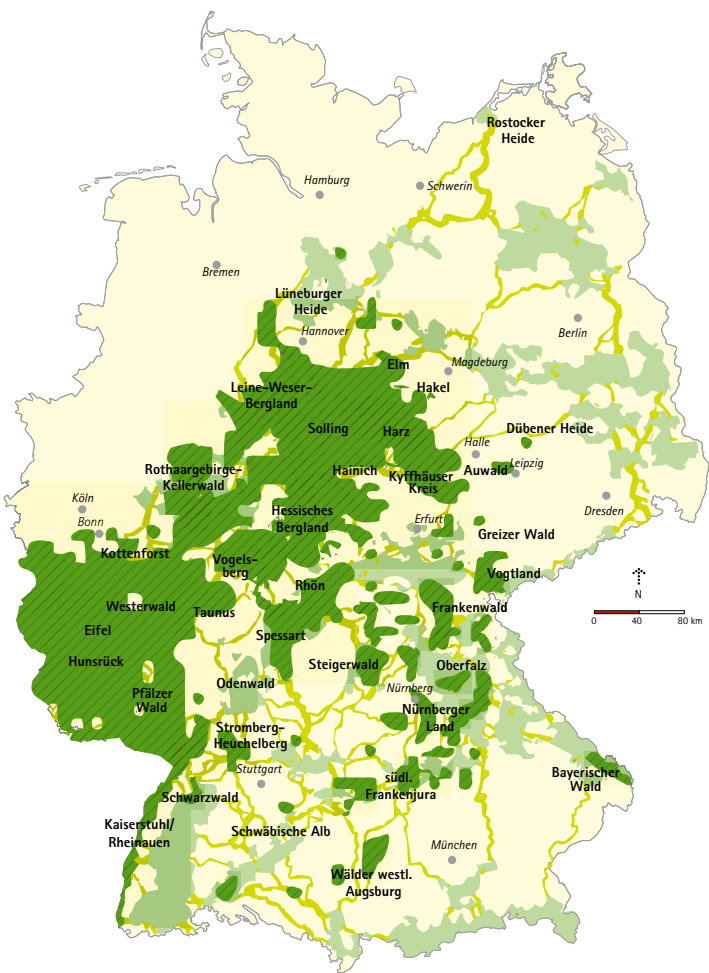 Rostocker
Heide
Hamburg
Schwerin
Bremen
Lüneburger
Heide
Hannover
Berlin
Elm
Magdeburg
Leine-Weser-
Bergland
Hakel
Solling
Harz
Dübener Heide
Halle
Rothaargebirge-
Kellerwald
Hainich
Kyffhäuser
Kreis
Auwald
Leipzig
Köln
Bonn
Hessisches
Bergland
Erfurt
Dresden
Greizer Wald
Kottenforst
Vogels-
berg
Rhön
Vogtland
N
Westerwald
Taunus
Frankenwald
0 40 80 km
Eifel
Spessart
Hunsrück
Steigerwald
Oberfalz
Odenwald
Nürnberg
Pfälzer
Wald
Nürnberger
Land
Stromberg-
Heuchelberg
Stuttgart
südl.
Frankenjura
Bayerischer
Wald
Schwarzwald
Kaiserstuhl/
Rheinauen
Schwäbische Alb
München
Wälder westl.
Augsburg